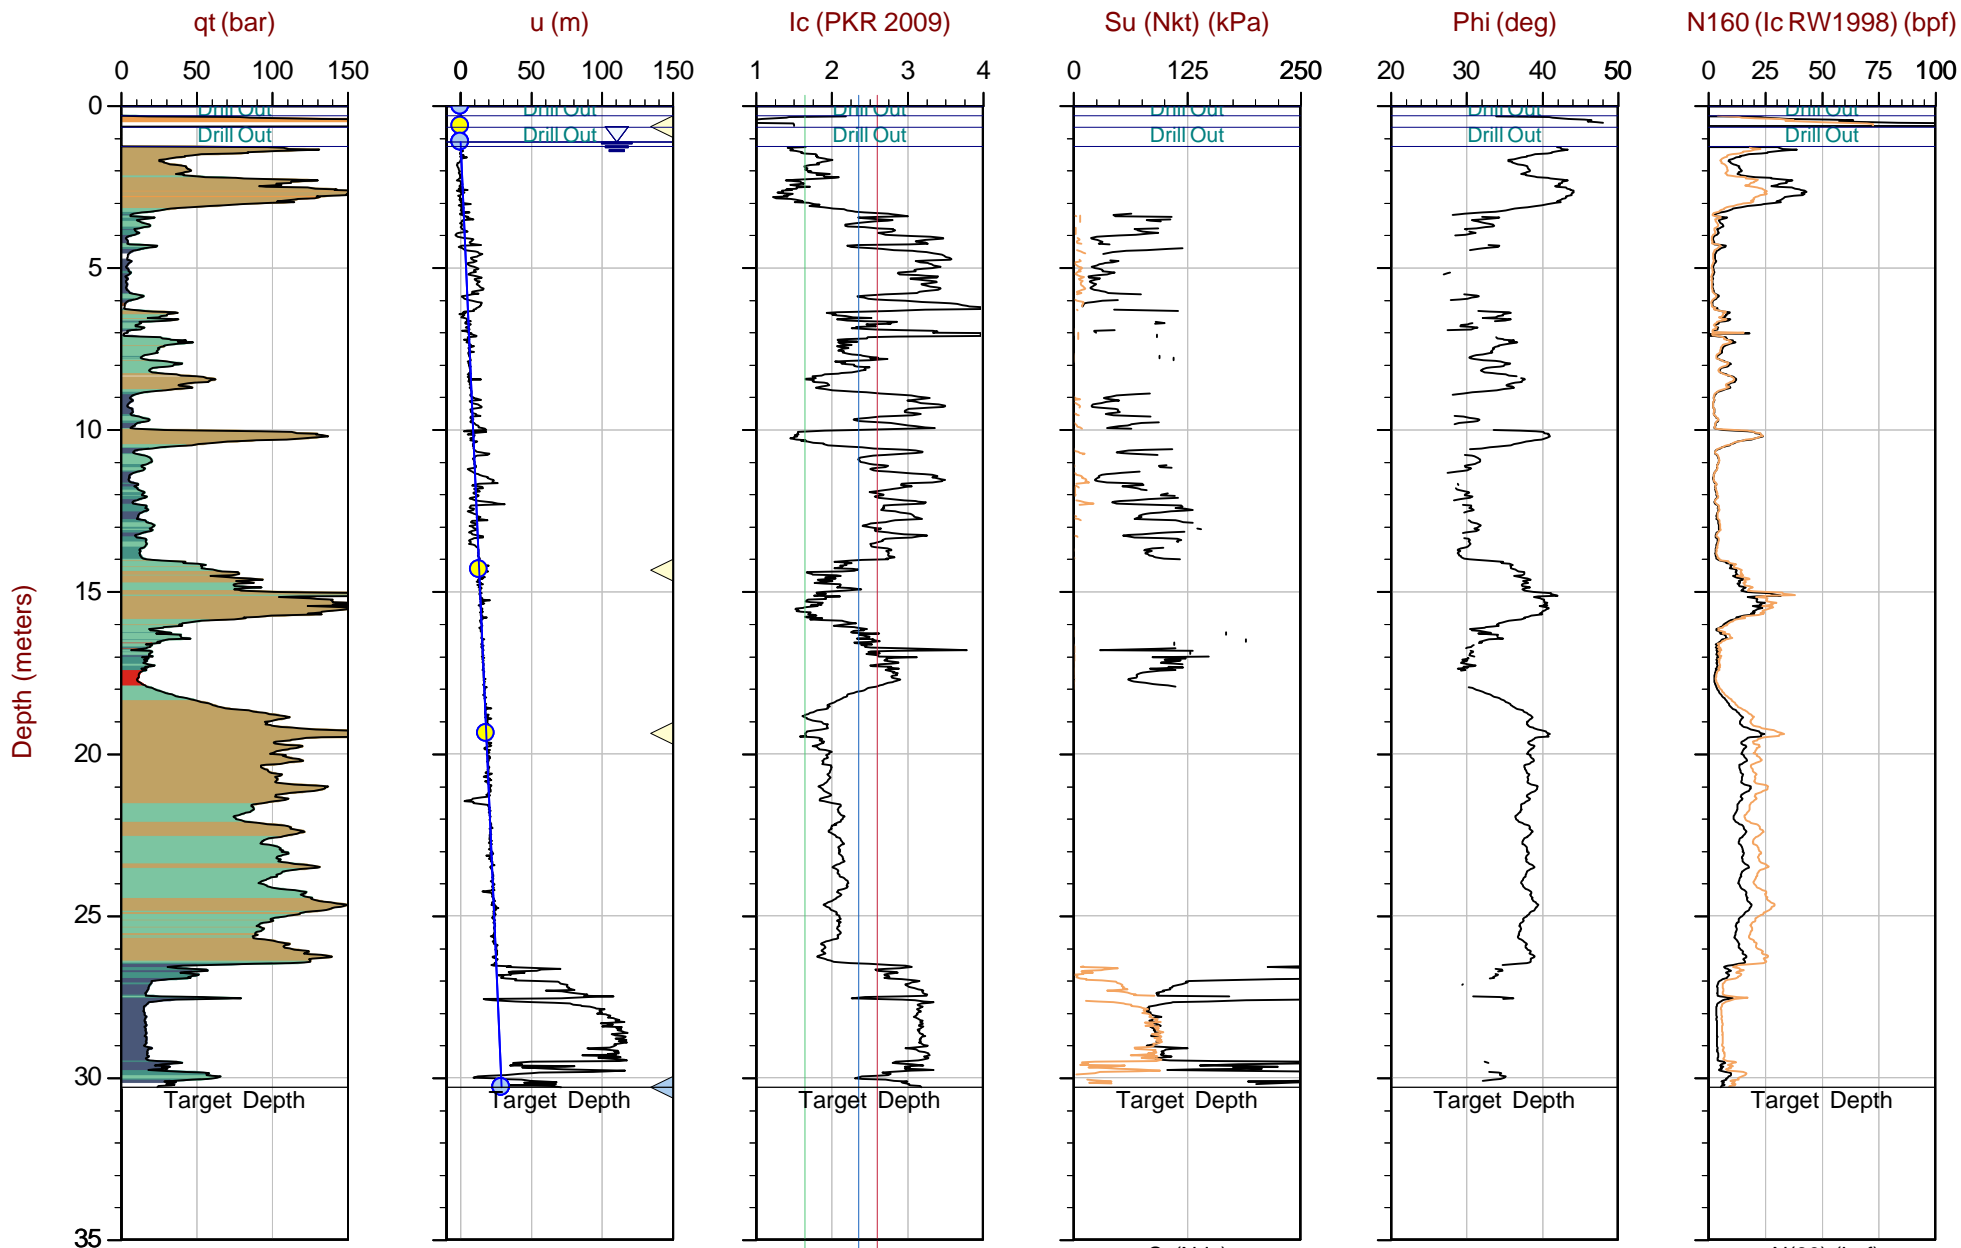 qt (bar) u (m) Ic (PKR 2009) Su (Nkt) (kPa) Phi (deg) N160 (Ic RW1998) (bpf)
0 50 100 150 0 50 100 150 1 2 3 4 0 125 250 20 30 40 50 0 25 50 75 100
0
Drill Out Drill Out Drill Out Drill Out Drill Out Drill Out
Drill Out Drill Out Drill Out Drill Out Drill Out Drill Out
5
10
15
Depth (meters)
20
25
30
Target Depth Target Depth Target Depth Target Depth Target Depth Target Depth
35